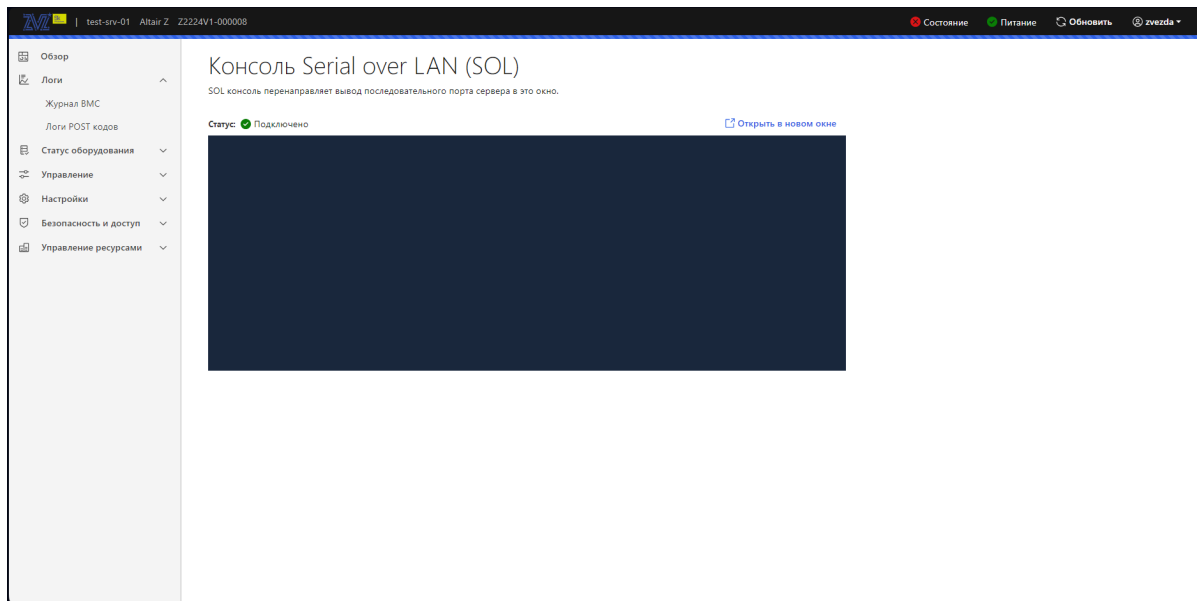 | test-srv-01 Altair Z Z2224V1-000008 Состояние Питание Обновить zvezda
Обзор
Логи
Журнал BMC
Логи POST кодов
Статус оборудования
Управление
Настройки
Безопасность и доступ
Управление ресурсами
Консоль Serial over LAN (SOL)
SOL консоль перенаправляет вывод последовательного порта сервера в это окно.
Статус: Подключено Открыть в новом окне